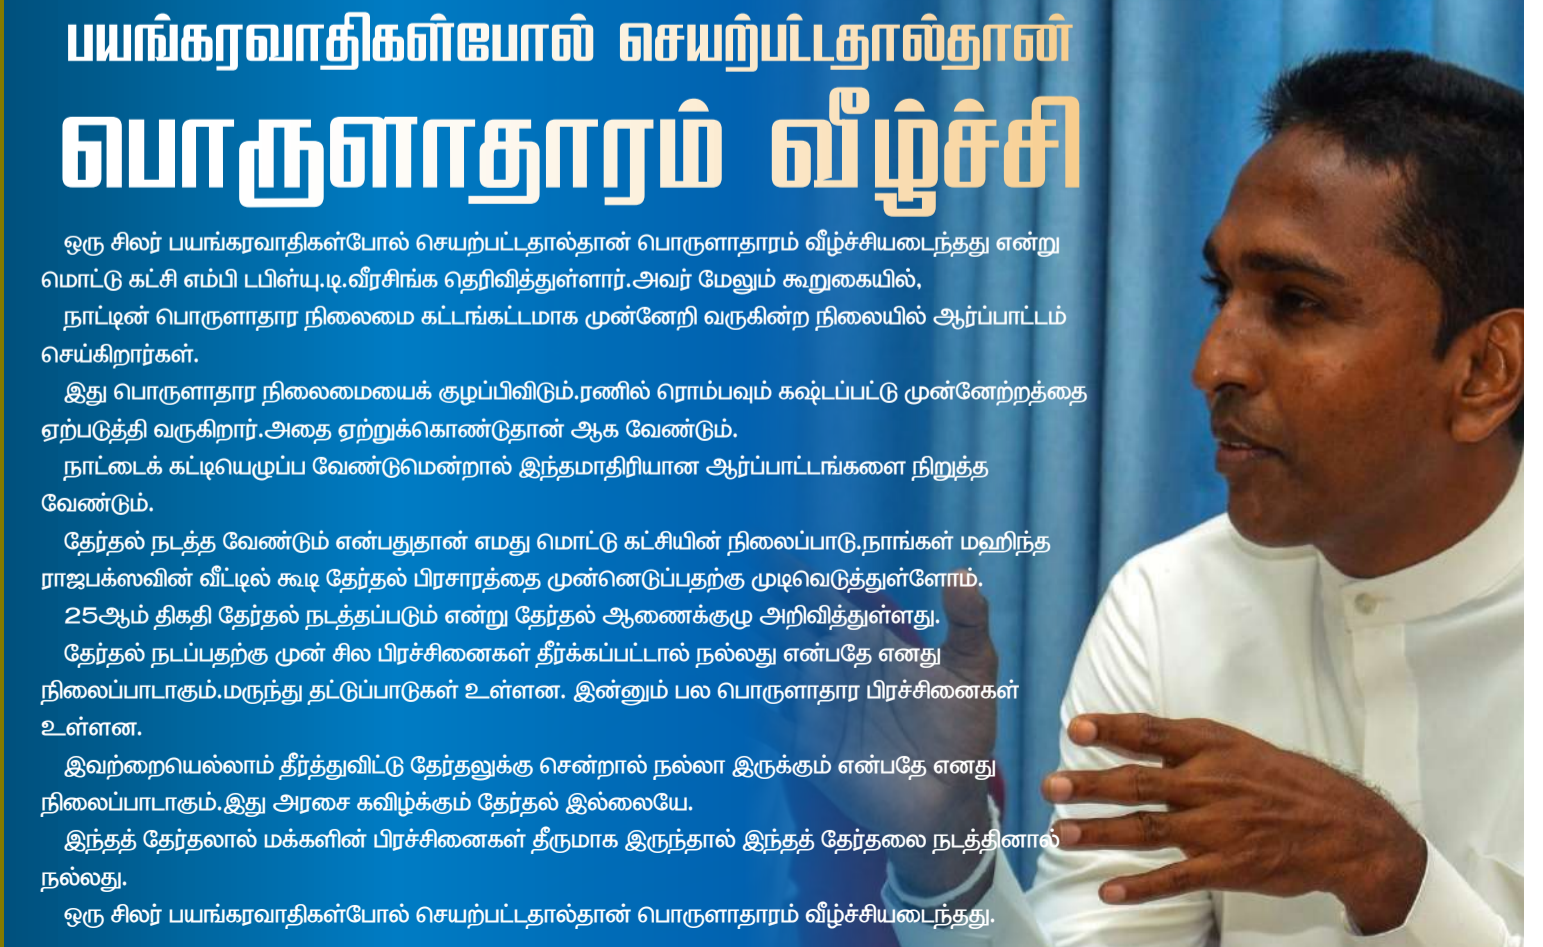 பயங்கரவாதிகள்போல் செயற்பட்டதால்தான்
பொருளாதாரம் வீழ்ச்சி
ஒரு சிலர் பயங்கரவாதிகள்போல் செயற்பட்டதால்தான் பொருளாதாரம் வீழ்ச்சியடைந்தது என்று
மொட்டு கட்சி எம்பி டபிள்யு.டி.வீரசிங்க தெரிவித்துள்ளார்.அவர் மேலும் கூறுகையில்,
நாட்டின் பொருளாதார நிலைமை கட்டங்கட்டமாக முன்னேறி வருகின்ற நிலையில் ஆர்ப்பாட்டம்
செய்கிறார்கள்.
இது பொருளாதார நிலைமையைக் குழப்பிவிடும்.ரணில் ரொம்பவும் கஷ்டப்பட்டு முன்னேற்றத்தை
ஏற்படுத்தி வருகிறார்.அதை ஏற்றுக்கொண்டுதான் ஆக வேண்டும்.
நாட்டைக் கட்டியெழுப்ப வேண்டுமென்றால் இந்தமாதிரியான ஆர்ப்பாட்டங்களை நிறுத்த
வேண்டும்.
தேர்தல் நடத்த வேண்டும் என்பதுதான் எமது மொட்டு கட்சியின் நிலைப்பாடு.நாங்கள் மஹிந்த
ராஜபக்ஸவின் வீட்டில் கூடி தேர்தல் பிரசாரத்தை முன்னெடுப்பதற்கு முடிவெடுத்துள்ளோம்.
25ஆம் திகதி தேர்தல் நடத்தப்படும் என்று தேர்தல் ஆணைக்குழு அறிவித்துள்ளது.
தேர்தல் நடப்பதற்கு முன் சில பிரச்சினைகள் தீர்க்கப்பட்டால் நல்லது என்பதே எனது
நிலைப்பாடாகும்.மருந்து தட்டுப்பாடுகள் உள்ளன. இன்னும் பல பொருளாதார பிரச்சினைகள்
உள்ளன.
இவற்றையெல்லாம் தீர்த்துவிட்டு தேர்தலுக்கு சென்றால் நல்லா இருக்கும் என்பதே எனது
நிலைப்பாடாகும்.இது அரசை கவிழ்க்கும் தேர்தல் இல்லையே.
இந்தத் தேர்தலால் மக்களின் பிரச்சினைகள் தீருமாக இருந்தால் இந்தத் தேர்தலை நடத்தினால்
நல்லது.
ஒரு சிலர் பயங்கரவாதிகள்போல் செயற்பட்டதால்தான் பொருளாதாரம் வீழ்ச்சியடைந்தது.